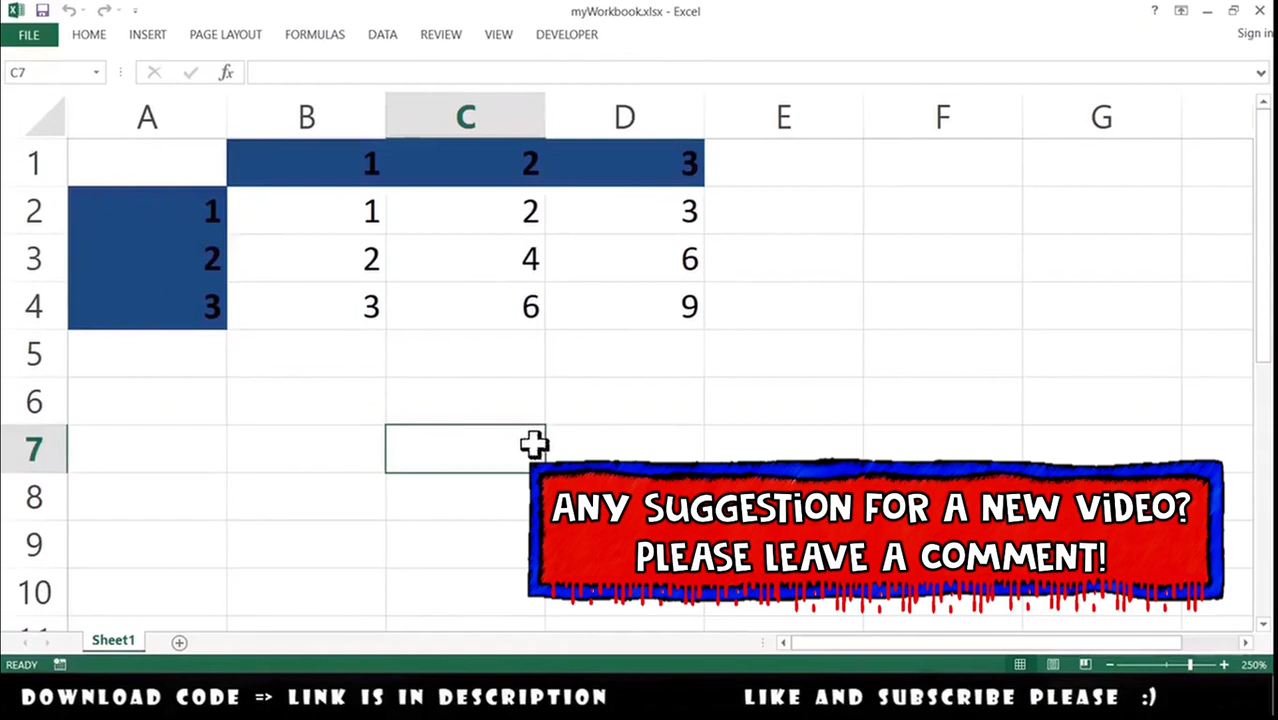 myWorkbook.xlsx - Excel
?
FILE HOME INSERT PAGE LAYOUT FORMULAS DATA REVIEW VIEW DEVELOPER Sign in
C7 fx
A B C D E F G
1 1 2 3
2 1 1 2 3
3 2 2 4 6
4 3 3 6 9
5
6
7
8
9
10
ANY SUGGESTION FOR A NEW VIDEO?
PLEASE LEAVE A COMMENT!
Sheet1
READY 250%
DOWNLOAD CODE => LINK IS IN DESCRIPTION LIKE AND SUBSCRIBE PLEASE :)